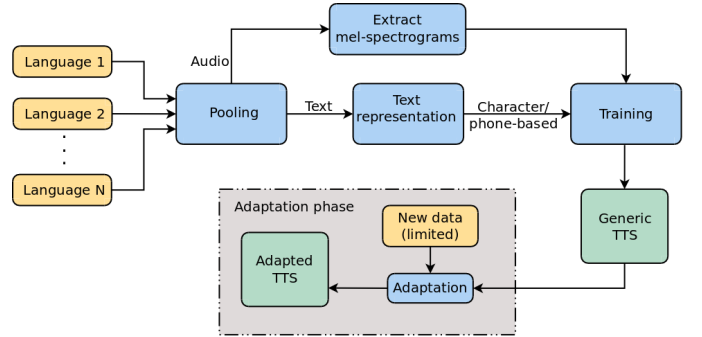 Extract
mel-spectrograms
Audio
Language 1
Language 2
Language N
Pooling
Text
Text
representation
Character/
phone-based
Training
Adaptation phase
New data
(limited)
Generic
TTS
Adapted
TTS
Adaptation